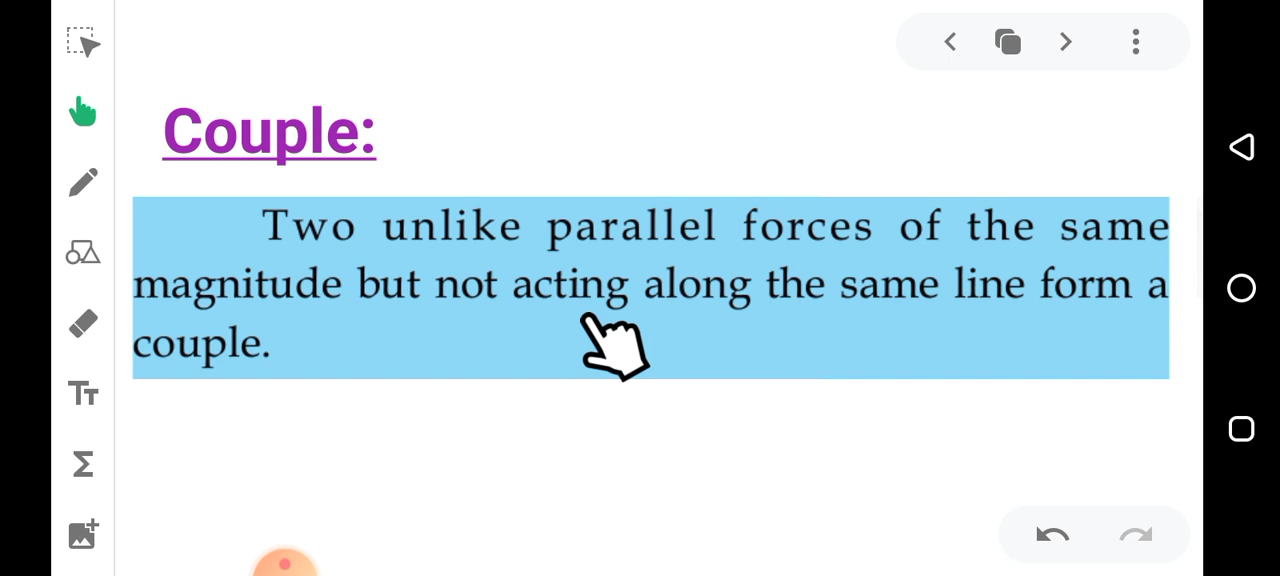 Couple:
Two unlike parallel forces of the same
magnitude but not acting along the same line form a
couple.